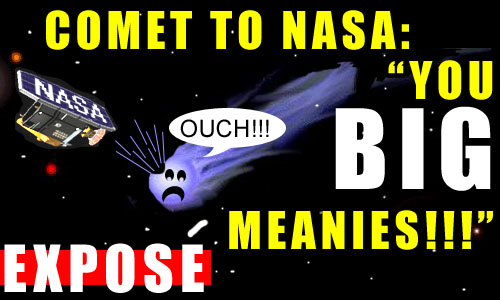 COMET TO NASA:
“YOU
BIG
MEANIES!!!”
NASA
OUCH!!!
EXPOSE